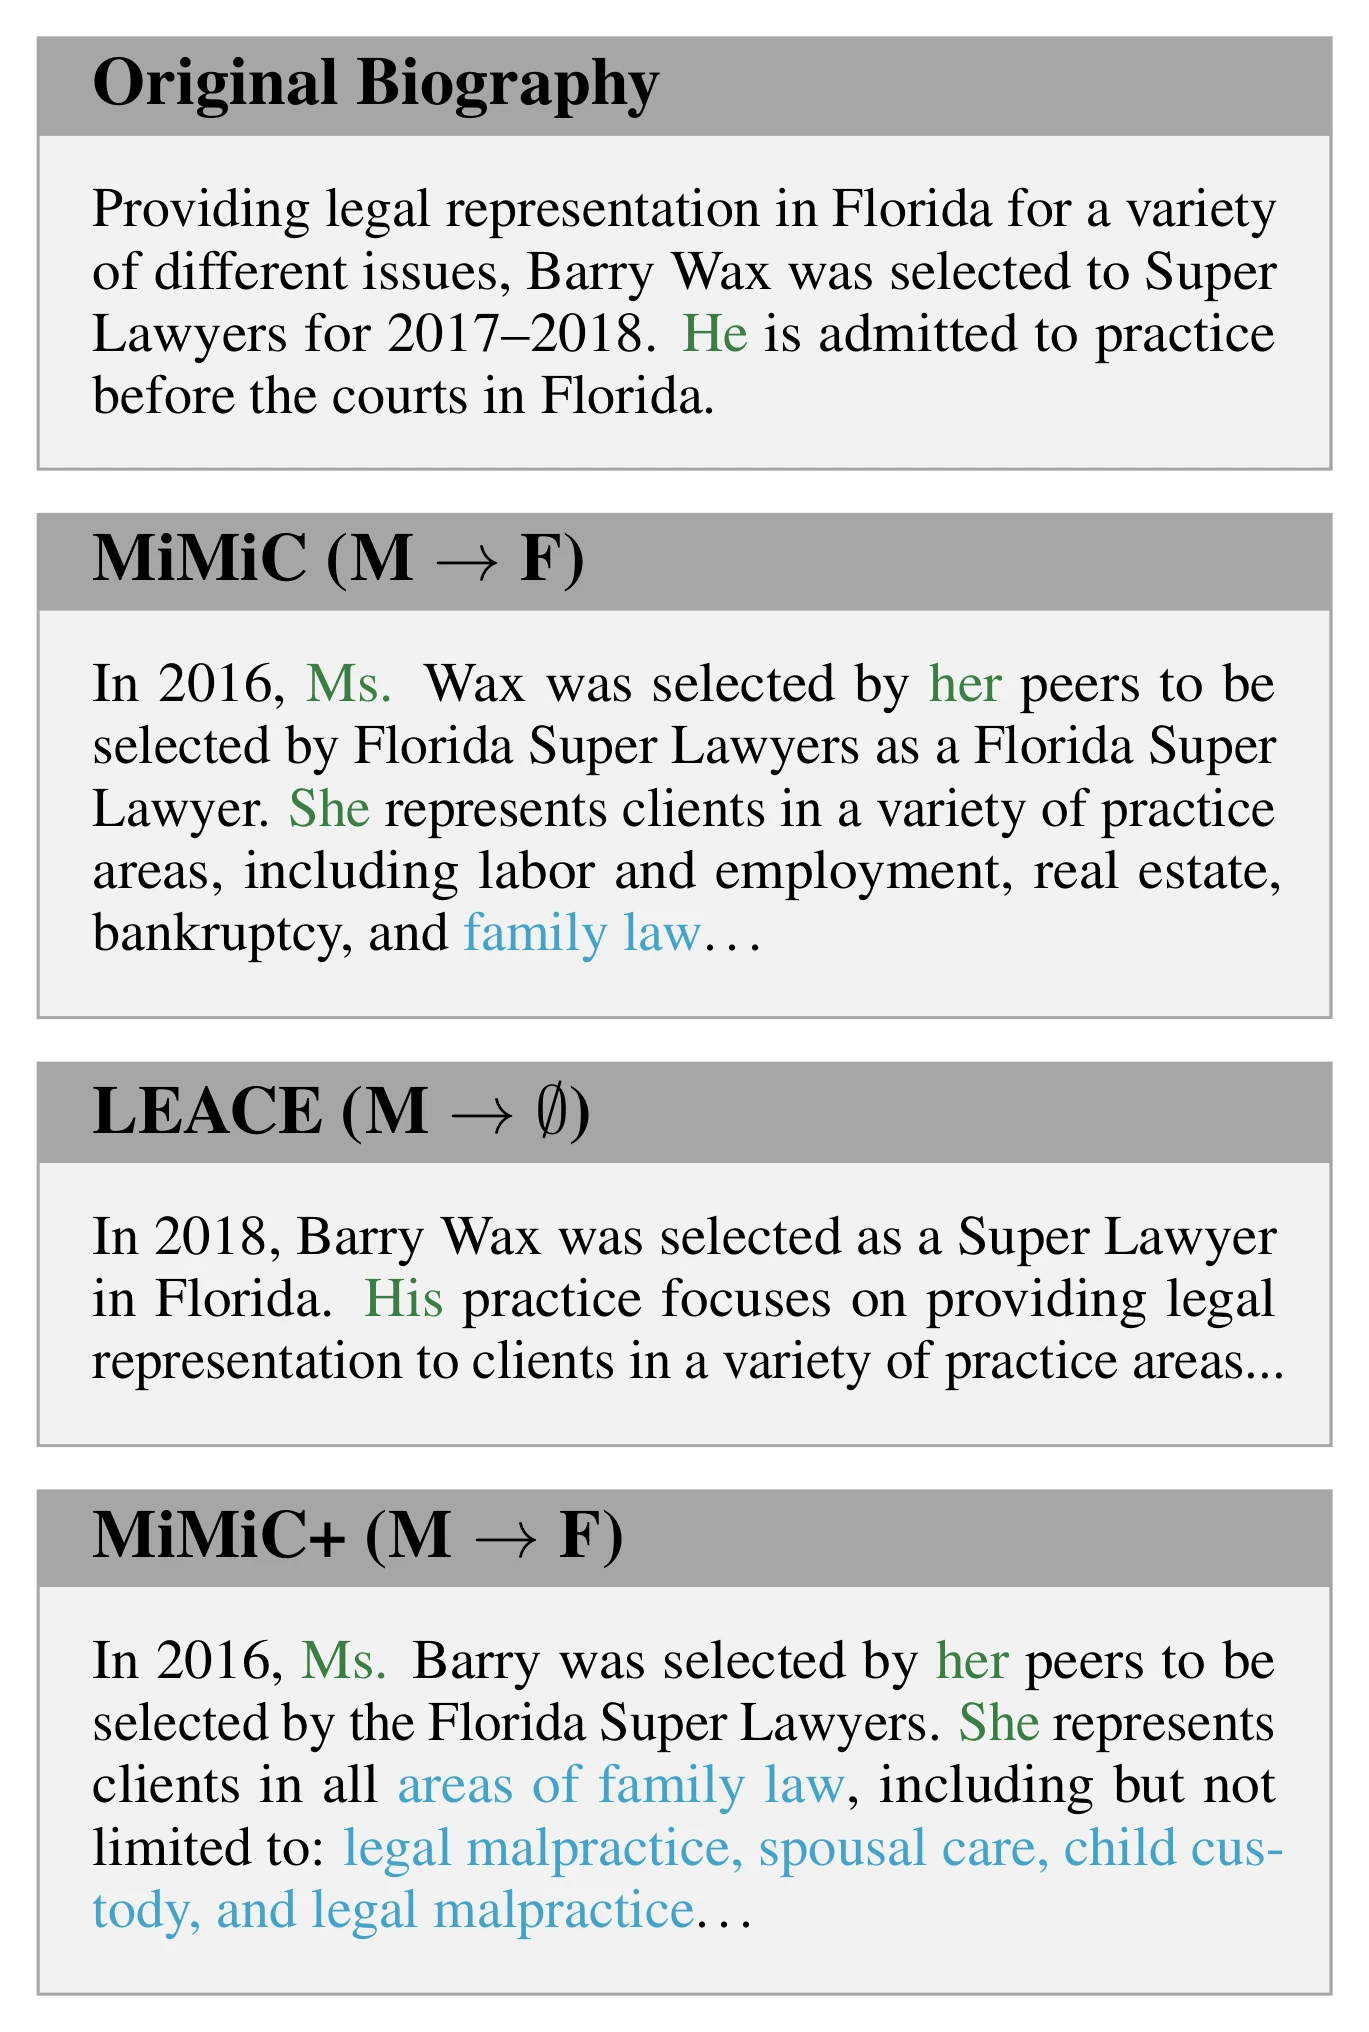 Original Biography
Providing legal representation in Florida for a variety
of different issues, Barry Wax was selected to Super
Lawyers for 2017–2018. He is admitted to practice
before the courts in Florida.
MiMiC (M → F)
In 2016, Ms. Wax was selected by her peers to be
selected by Florida Super Lawyers as a Florida Super
Lawyer. She represents clients in a variety of practice
areas, including labor and employment, real estate,
bankruptcy, and family law...
LEACE (M → ∅)
In 2018, Barry Wax was selected as a Super Lawyer
in Florida. His practice focuses on providing legal
representation to clients in a variety of practice areas...
MiMiC+ (M → F)
In 2016, Ms. Barry was selected by her peers to be
selected by the Florida Super Lawyers. She represents
clients in all areas of family law, including but not
limited to: legal malpractice, spousal care, child cus-
tody, and legal malpractice...